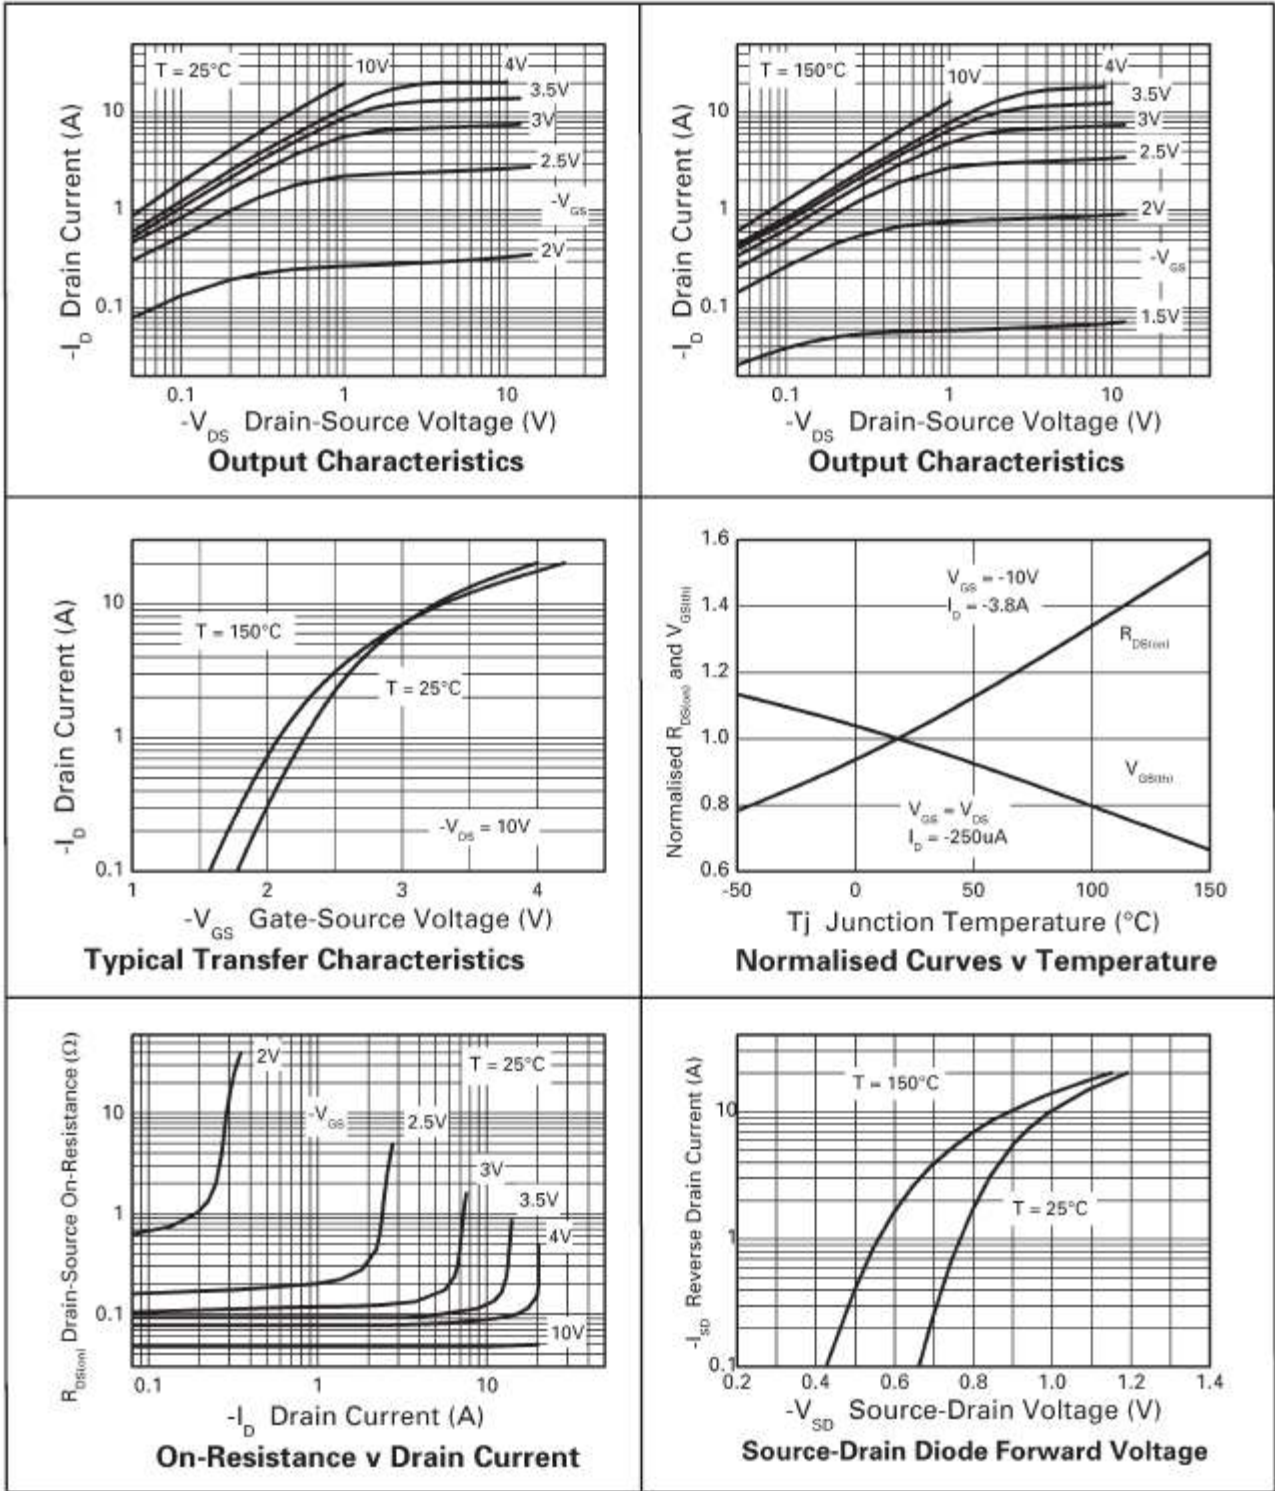 T = 25°C
10V
4V
3.5V
3V
2.5V
-VGS
2V
10
1
0.1
-ID Drain Current (A)
0.1
1
10
-VDS Drain-Source Voltage (V)
Output Characteristics
T = 150°C
10V
4V
3.5V
3V
2.5V
2V
-VGS
1.5V
10
1
0.1
-ID Drain Current (A)
0.1
1
10
-VDS Drain-Source Voltage (V)
Output Characteristics
T = 150°C
T = 25°C
-VDS = 10V
10
1
0.1
-ID Drain Current (A)
1
2
3
4
-VGS Gate-Source Voltage (V)
Typical Transfer Characteristics
1.6
1.4
1.2
1.0
0.8
0.6
Normalised RDS(on) and VGS(th)
VGS = -10V
ID = -3.8A
RDS(on)
VGS(th)
VGS = VDS
ID = -250uA
-50
0
50
100
150
Tj Junction Temperature (°C)
Normalised Curves v Temperature
RDS(on) Drain-Source On-Resistance (Ω)
2V
T = 25°C
-VGS
2.5V
3V
3.5V
4V
10V
10
1
0.1
0.1
1
10
-ID Drain Current (A)
On-Resistance v Drain Current
-ISD Reverse Drain Current (A)
T = 150°C
T = 25°C
10
1
0.1
0.2
0.4
0.6
0.8
1.0
1.2
1.4
-VSD Source-Drain Voltage (V)
Source-Drain Diode Forward Voltage